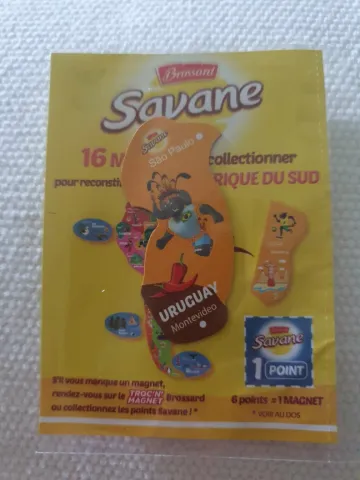 Brossard
Savane
16 M collectionner
pour reconstit RIQUE DU SUD
Savane
São Paulo
URUGUAY
Montevideo
Brossard
Savane
1 POINT
S'il vous manque un magnet,
rendez-vous sur le TROC'N' MAGNET Brossard
ou collectionnez les points Savane ! *
6 points = 1 MAGNET
* VOIR AU DOS